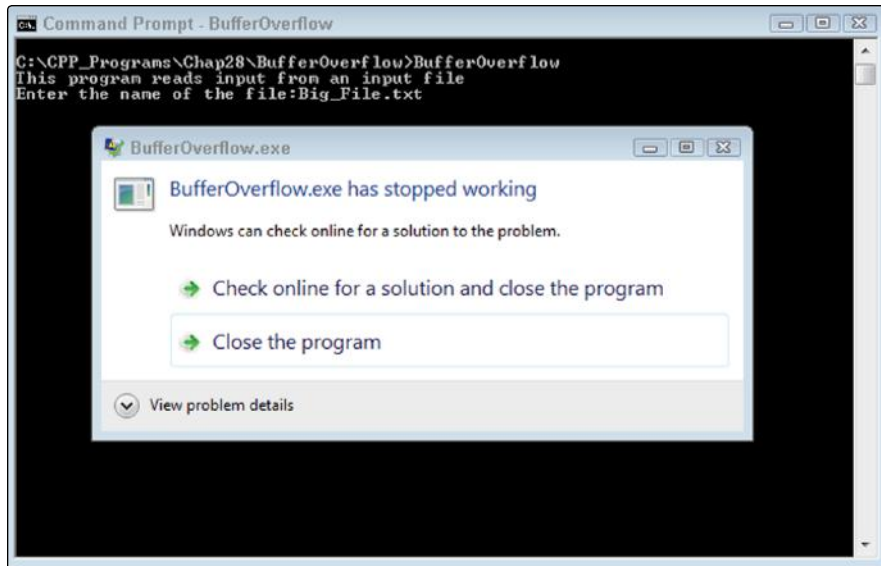 Command Prompt - BufferOverflow
C:\CPP_Programs\Chap28\BufferOverflow>BufferOverflow
This program reads input from an input file
Enter the name of the file:Big_File.txt
BufferOverflow.exe
BufferOverflow.exe has stopped working
Windows can check online for a solution to the problem.
Check online for a solution and close the program
Close the program
View problem details